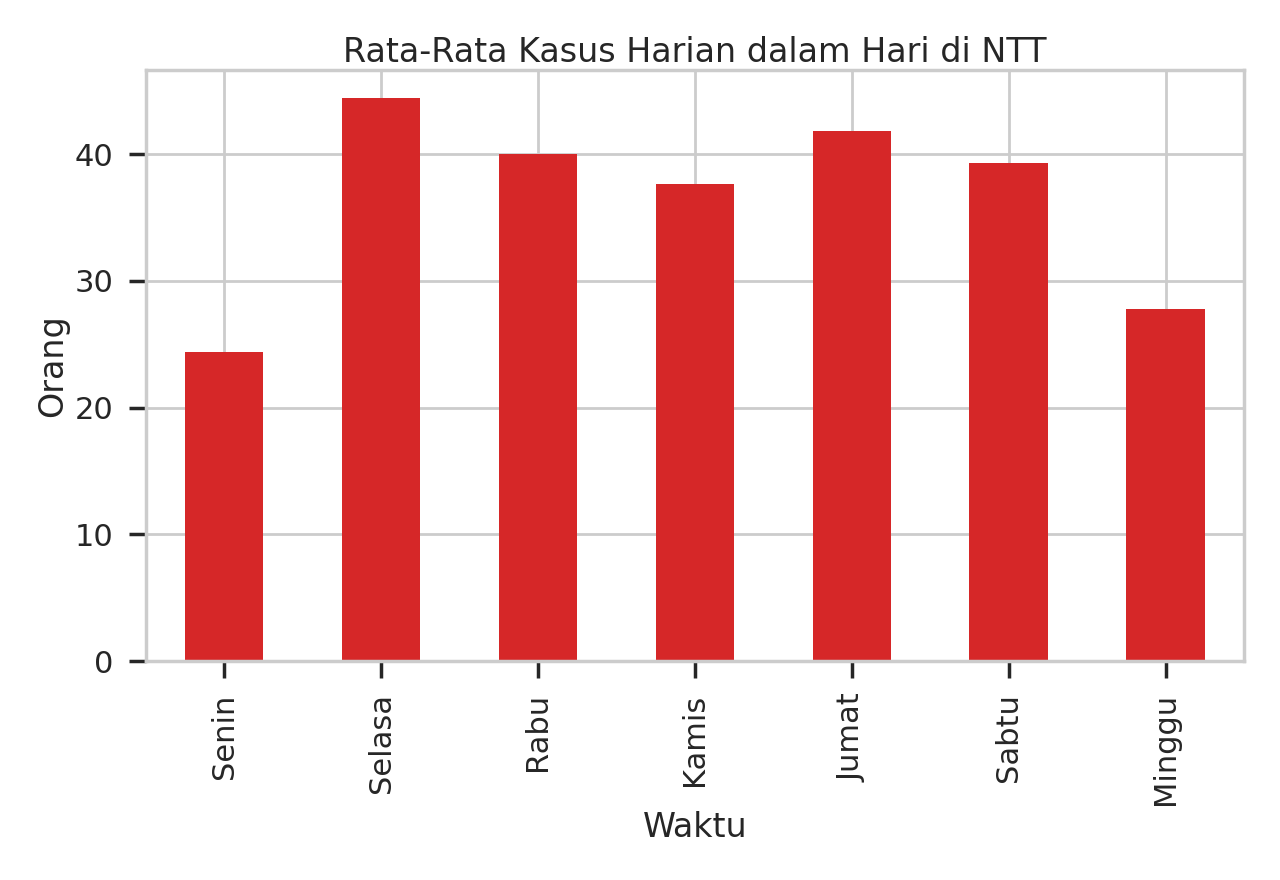 Rata-Rata Kasus Harian dalam Hari di NTT
Orang
40
30
20
10
0
Senin
Selasa
Rabu
Kamis
Jumat
Sabtu
Minggu
Waktu